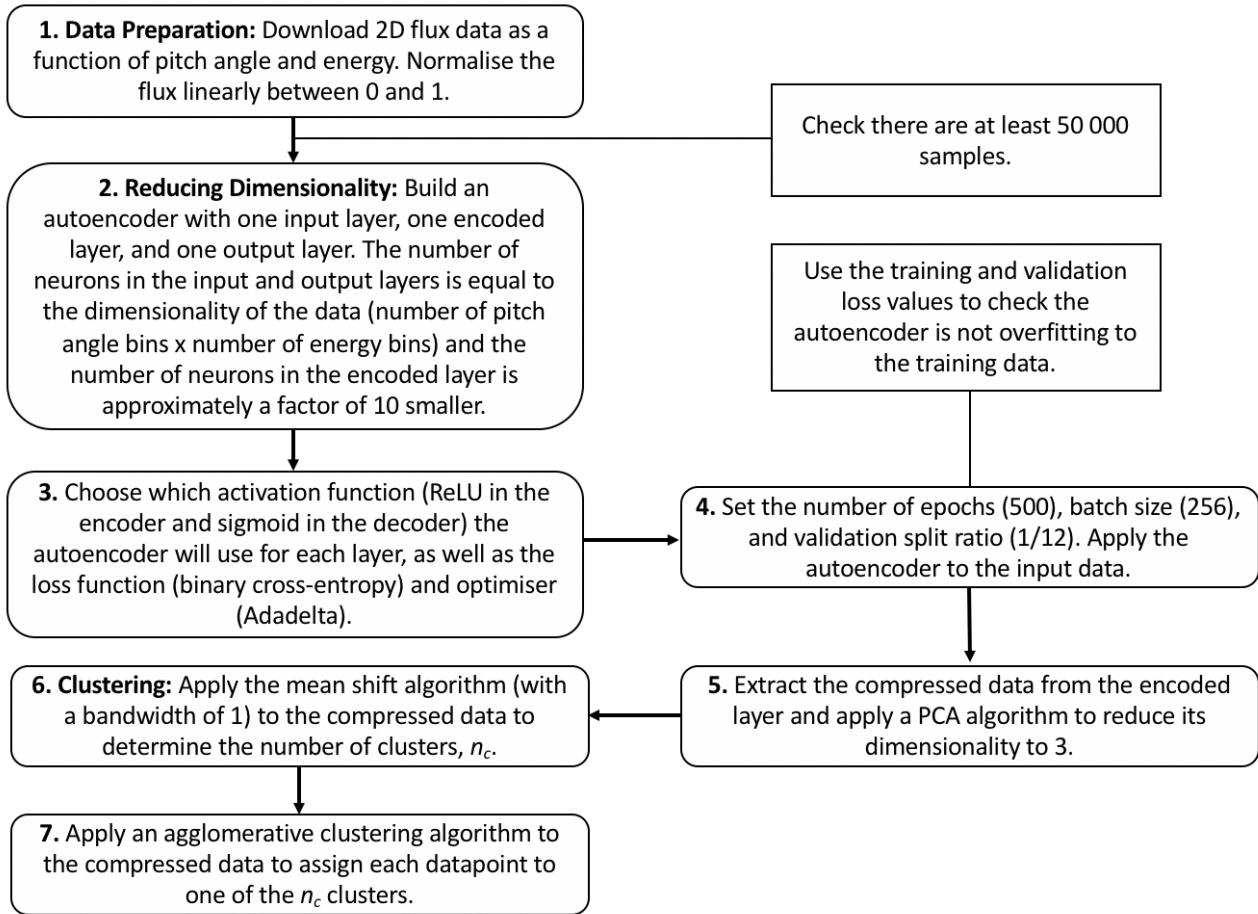 1. Data Preparation: Download 2D flux data as a
function of pitch angle and energy. Normalise the
flux linearly between 0 and 1.
Check there are at least 50 000
samples.
2. Reducing Dimensionality: Build an
autoencoder with one input layer, one encoded
layer, and one output layer. The number of
neurons in the input and output layers is equal to
the dimensionality of the data (number of pitch
angle bins x number of energy bins) and the
number of neurons in the encoded layer is
approximately a factor of 10 smaller.
Use the training and validation
loss values to check the
autoencoder is not overfitting to
the training data.
3. Choose which activation function (ReLU in the
encoder and sigmoid in the decoder) the
autoencoder will use for each layer, as well as the
loss function (binary cross-entropy) and optimiser
(Adadelta).
4. Set the number of epochs (500), batch size (256),
and validation split ratio (1/12). Apply the
autoencoder to the input data.
5. Extract the compressed data from the encoded
layer and apply a PCA algorithm to reduce its
dimensionality to 3.
6. Clustering: Apply the mean shift algorithm (with
a bandwidth of 1) to the compressed data to
determine the number of clusters, n_c.
7. Apply an agglomerative clustering algorithm to
the compressed data to assign each datapoint to
one of the n_c clusters.